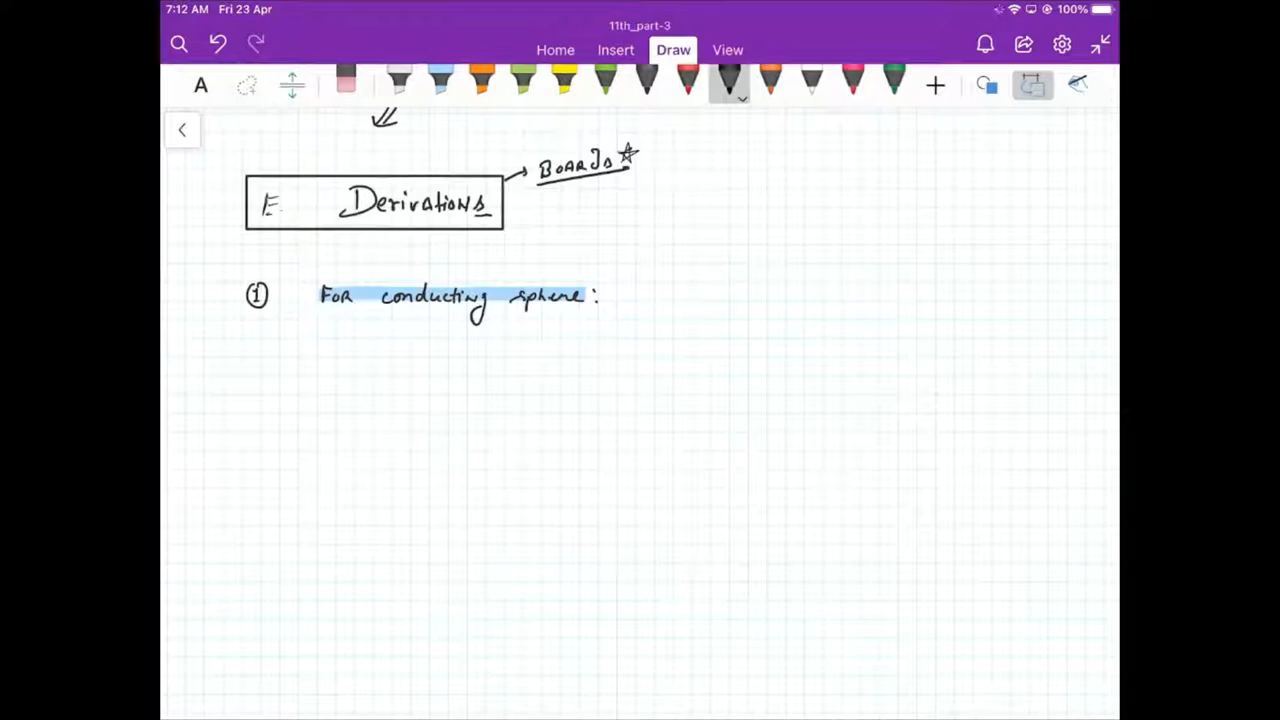 7:12 AM Fri 23 Apr
100%
11th_part-3
Home Insert Draw View
A
BOARDS
E. Derivations
① FOR conducting sphere: